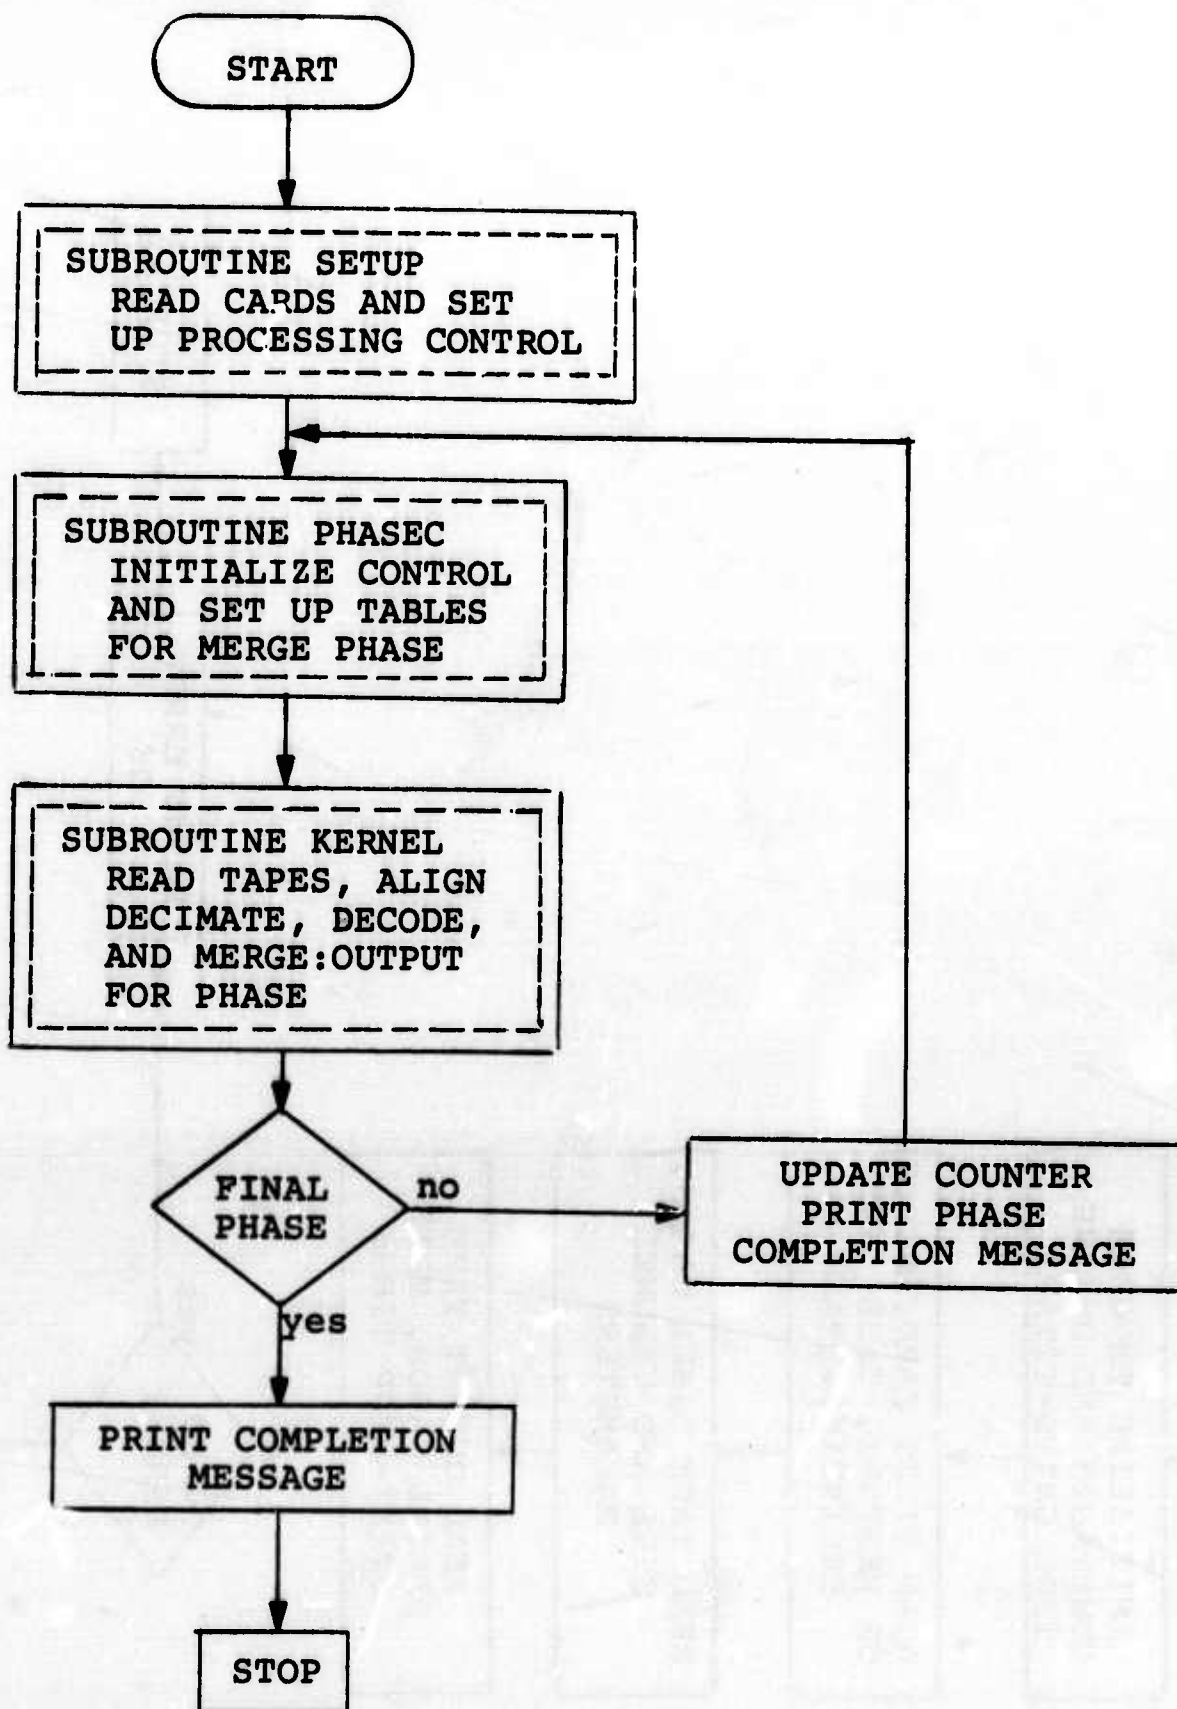 START
SUBROUTINE SETUP
READ CARDS AND SET
UP PROCESSING CONTROL
SUBROUTINE PHASEC
INITIALIZE CONTROL
AND SET UP TABLES
FOR MERGE PHASE
SUBROUTINE KERNEL
READ TAPES, ALIGN
DECIMATE, DECODE,
AND MERGE:OUTPUT
FOR PHASE
FINAL
PHASE
no
UPDATE COUNTER
PRINT PHASE
COMPLETION MESSAGE
yes
PRINT COMPLETION
MESSAGE
STOP